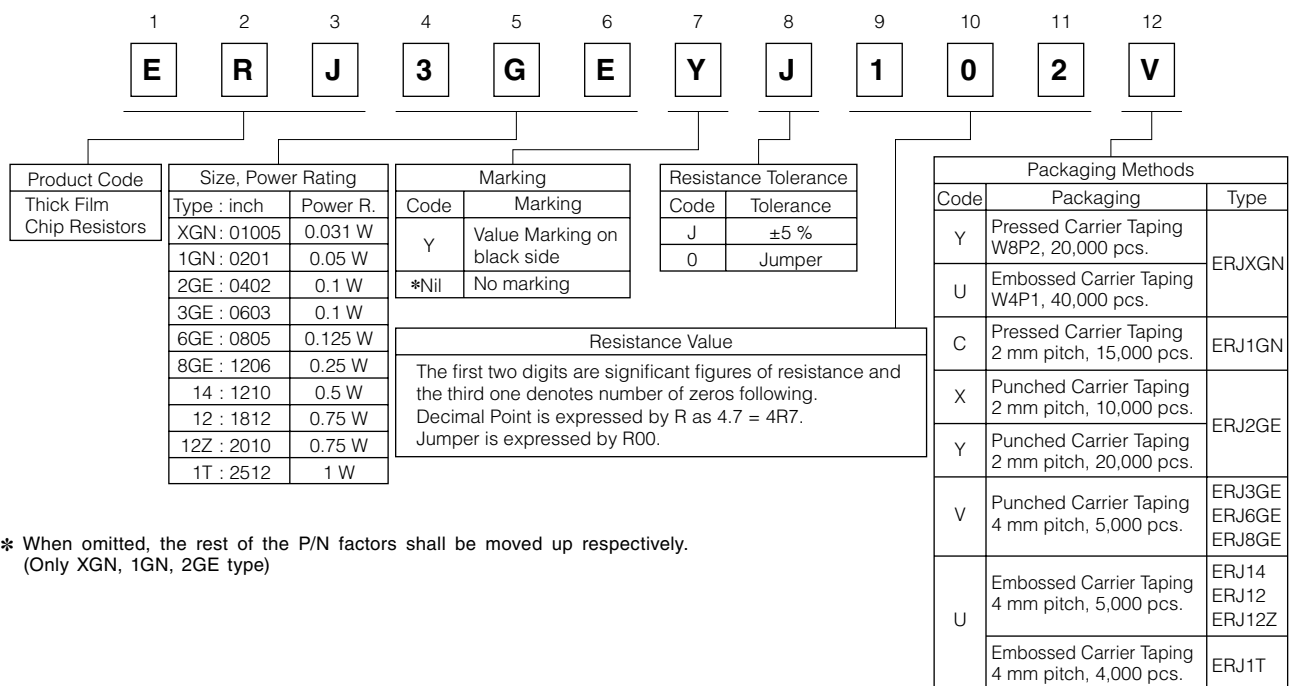 1 2 3 4 5 6 7 8 9 10 11 12
E R J 3 G E Y J 1 0 2 V
Product Code
Thick Film
Chip Resistors
Size, Power Rating
Type : inch Power R.
XGN : 01005 0.031 W
1GN : 0201 0.05 W
2GE : 0402 0.1 W
3GE : 0603 0.1 W
6GE : 0805 0.125 W
8GE : 1206 0.25 W
14 : 1210 0.5 W
12 : 1812 0.75 W
12Z : 2010 0.75 W
1T : 2512 1 W
Marking
Code Marking
Y Value Marking on
black side
✻Nil No marking
Resistance Tolerance
Code Tolerance
J ±5 %
0 Jumper
Resistance Value
The first two digits are significant figures of resistance and
the third one denotes number of zeros following.
Decimal Point is expressed by R as 4.7 = 4R7.
Jumper is expressed by R00.
Packaging Methods
Code Packaging Type
Y Pressed Carrier Taping
W8P2, 20,000 pcs.
ERJXGN
U Embossed Carrier Taping
W4P1, 40,000 pcs.
C Pressed Carrier Taping
2 mm pitch, 15,000 pcs.
ERJ1GN
X Punched Carrier Taping
2 mm pitch, 10,000 pcs.
ERJ2GE
Y Punched Carrier Taping
2 mm pitch, 20,000 pcs.
V Punched Carrier Taping
4 mm pitch, 5,000 pcs.
ERJ3GE
ERJ6GE
ERJ8GE
U Embossed Carrier Taping
4 mm pitch, 5,000 pcs.
ERJ14
ERJ12
ERJ12Z
Embossed Carrier Taping
4 mm pitch, 4,000 pcs.
ERJ1T
✻ When omitted, the rest of the P/N factors shall be moved up respectively.
(Only XGN, 1GN, 2GE type)